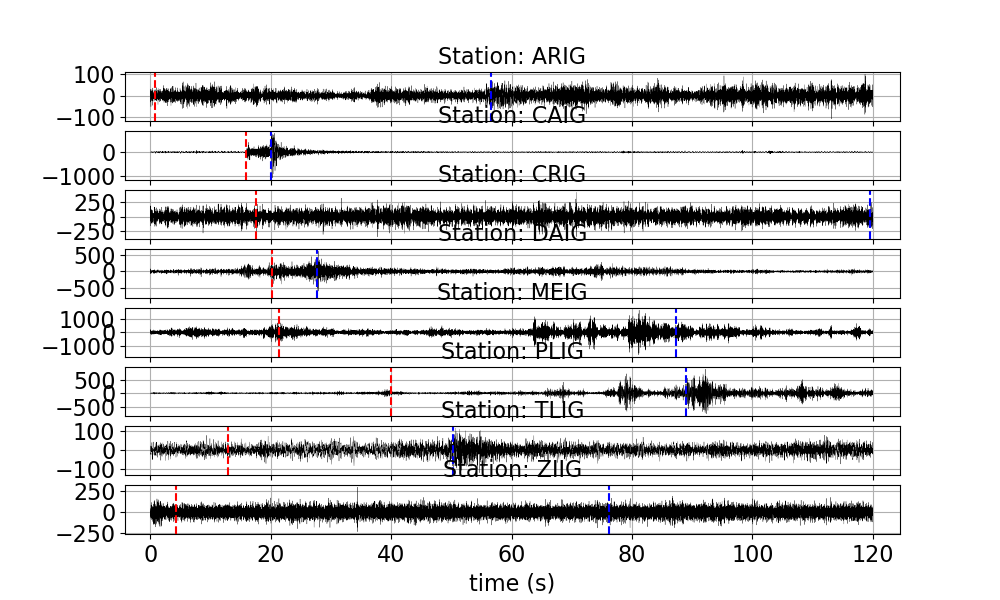 Station: ARIG
100
0
−100
Station: CAIG
0
−1000
Station: CRIG
250
0
−250
Station: DAIG
500
0
−500
Station: MEIG
1000
0
−1000
Station: PLIG
500
0
−500
Station: TLIG
100
0
−100
Station: ZIIG
250
0
−250
0 20 40 60 80 100 120
time (s)